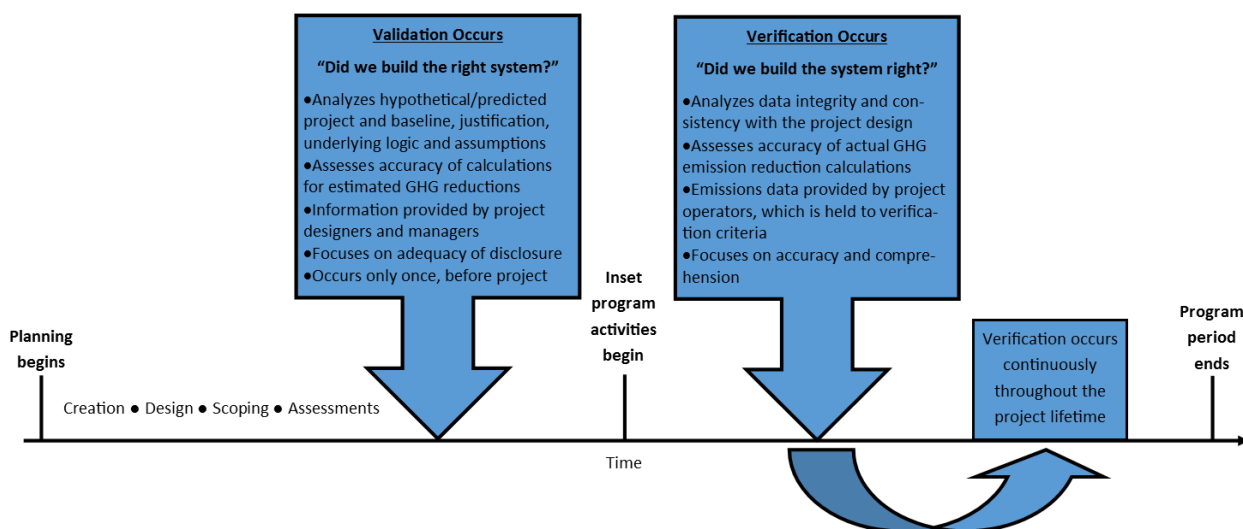 Validation Occurs
“Did we build the right system?”
●Analyzes hypothetical/predicted
project and baseline, justification,
underlying logic and assumptions
●Assesses accuracy of calculations
for estimated GHG reductions
●Information provided by project
designers and managers
●Focuses on adequacy of disclosure
●Occurs only once, before project
Verification Occurs
“Did we build the system right?”
●Analyzes data integrity and con-
sistency with the project design
●Assesses accuracy of actual GHG
emission reduction calculations
●Emissions data provided by project
operators, which is held to verifica-
tion criteria
●Focuses on accuracy and compre-
hension
Planning
begins
Inset
program
activities
begin
Verification occurs
continuously
throughout the
project lifetime
Program
period
ends
Creation ● Design ● Scoping ● Assessments
Time